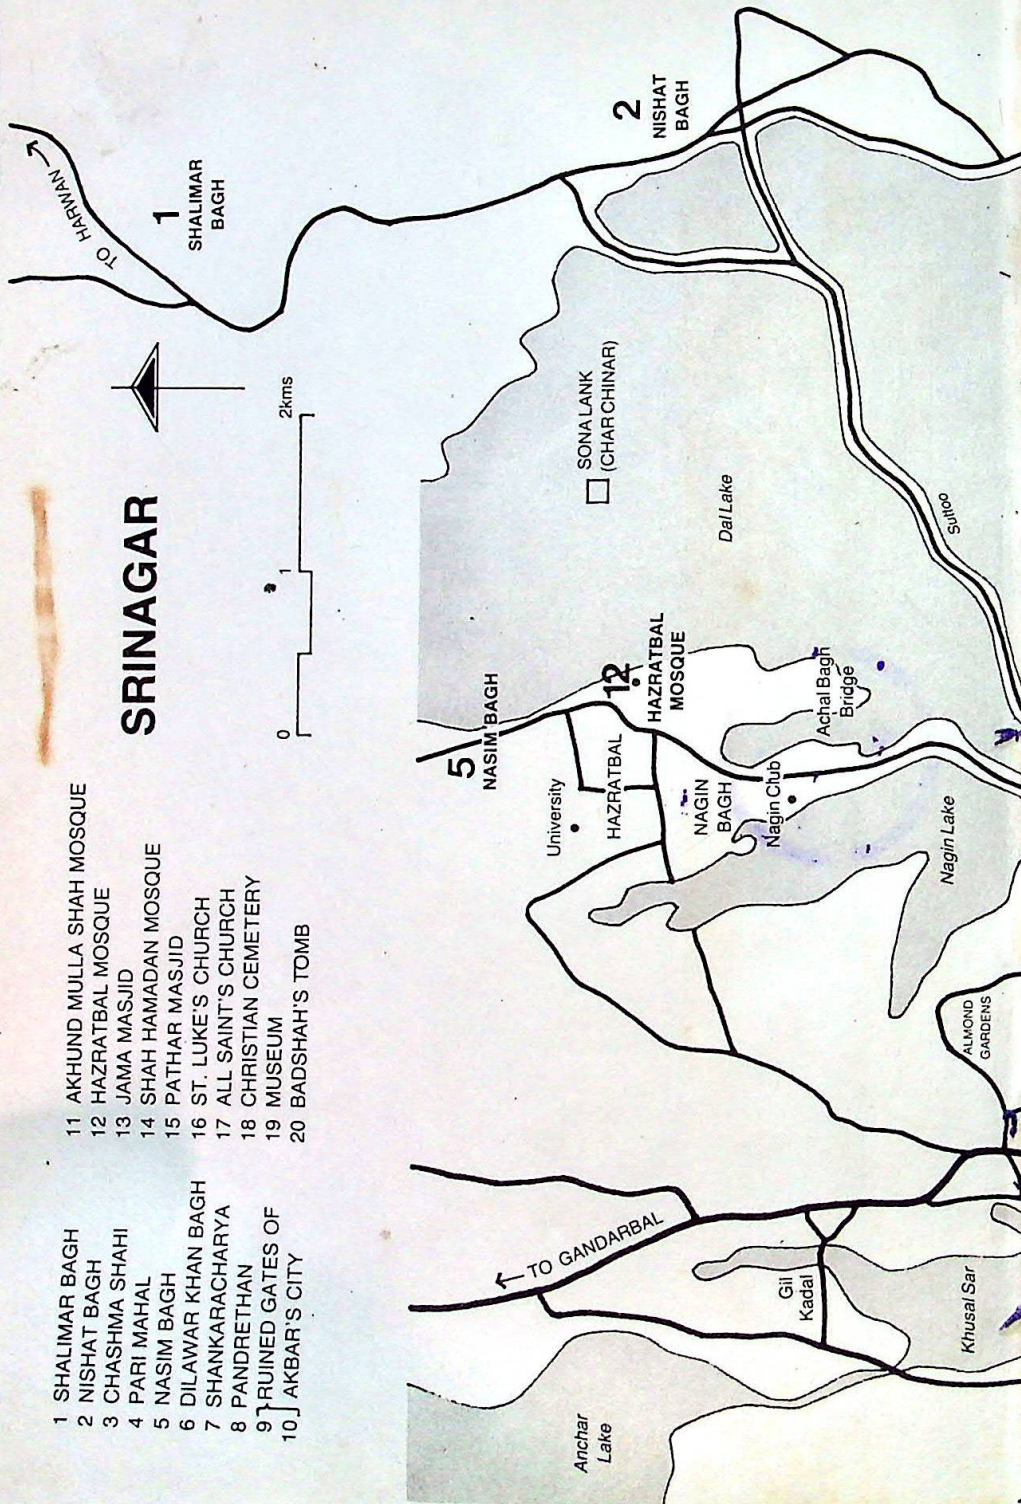 SRINAGAR
1 SHALIMAR BAGH
2 NISHAT BAGH
3 CHASHMA SHAHI
4 PARI MAHAL
5 NASIM BAGH
6 DILAWAR KHAN BAGH
7 SHANKARACHARYA
8 PANDRETHAN
9 } RUINED GATES OF
10 } AKBAR'S CITY
11 AKHUND MULLA SHAH MOSQUE
12 HAZRATBAL MOSQUE
13 JAMA MASJID
14 SHAH HAMADAN MOSQUE
15 PATHAR MASJID
16 ST. LUKE'S CHURCH
17 ALL SAINT'S CHURCH
18 CHRISTIAN CEMETERY
19 MUSEUM
20 BADSHAH'S TOMB
0 1 2kms
TO HARWAN
1
SHALIMAR
BAGH
2
NISHAT
BAGH
5
NASIM BAGH
12
HAZRATBAL
MOSQUE
SONA LANK
(CHAR CHINAR)
Dal Lake
University
HAZRATBAL
NAGIN
BAGH
Nagin Club
Achal Bagh
Bridge
Suttoo
Nagin Lake
ALMOND
GARDENS
TO GANDARBAL
Gil
Kadal
Khusal Sar
Anchar
Lake